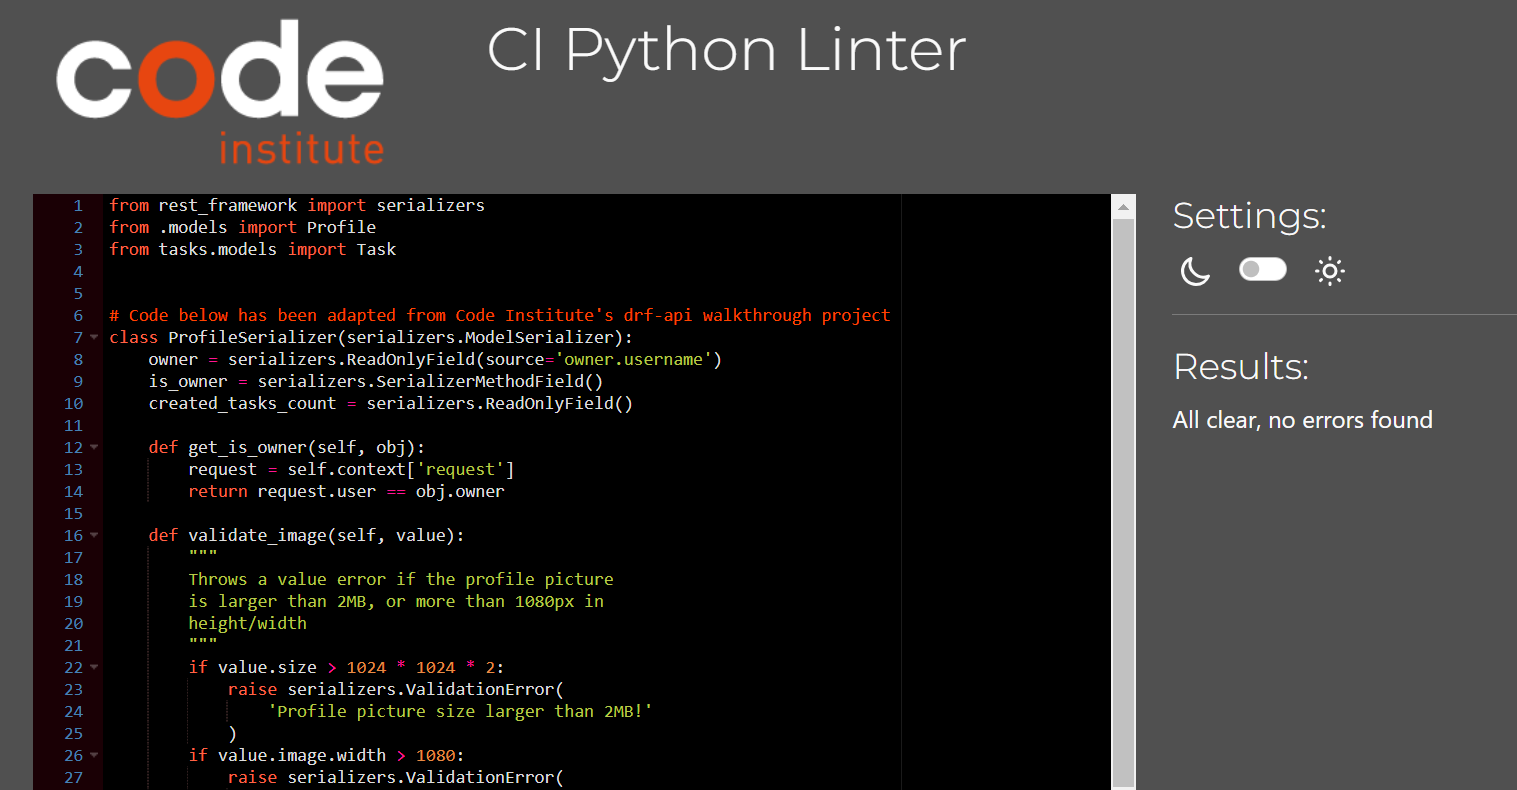 code
institute
CI Python Linter
1 from rest_framework import serializers
2 from .models import Profile
3 from tasks.models import Task
4
5
6 # Code below has been adapted from Code Institute's drf-api walkthrough project
7 class ProfileSerializer(serializers.ModelSerializer):
8     owner = serializers.ReadOnlyField(source='owner.username')
9     is_owner = serializers.SerializerMethodField()
10     created_tasks_count = serializers.ReadOnlyField()
11
12     def get_is_owner(self, obj):
13         request = self.context['request']
14         return request.user == obj.owner
15
16     def validate_image(self, value):
17         """
18         Throws a value error if the profile picture
19         is larger than 2MB, or more than 1080px in
20         height/width
21         """
22         if value.size > 1024 * 1024 * 2:
23             raise serializers.ValidationError(
24                 'Profile picture size larger than 2MB!'
25             )
26         if value.image.width > 1080:
27             raise serializers.ValidationError(
Settings:
Results:
All clear, no errors found